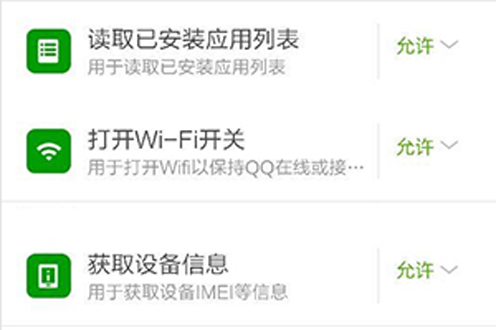 读取已安装应用列表
用于读取已安装应用列表
允许
打开Wi-Fi开关
用于打开Wifi以保持QQ在线或接…
允许
获取设备信息
用于获取设备IMEI等信息
允许